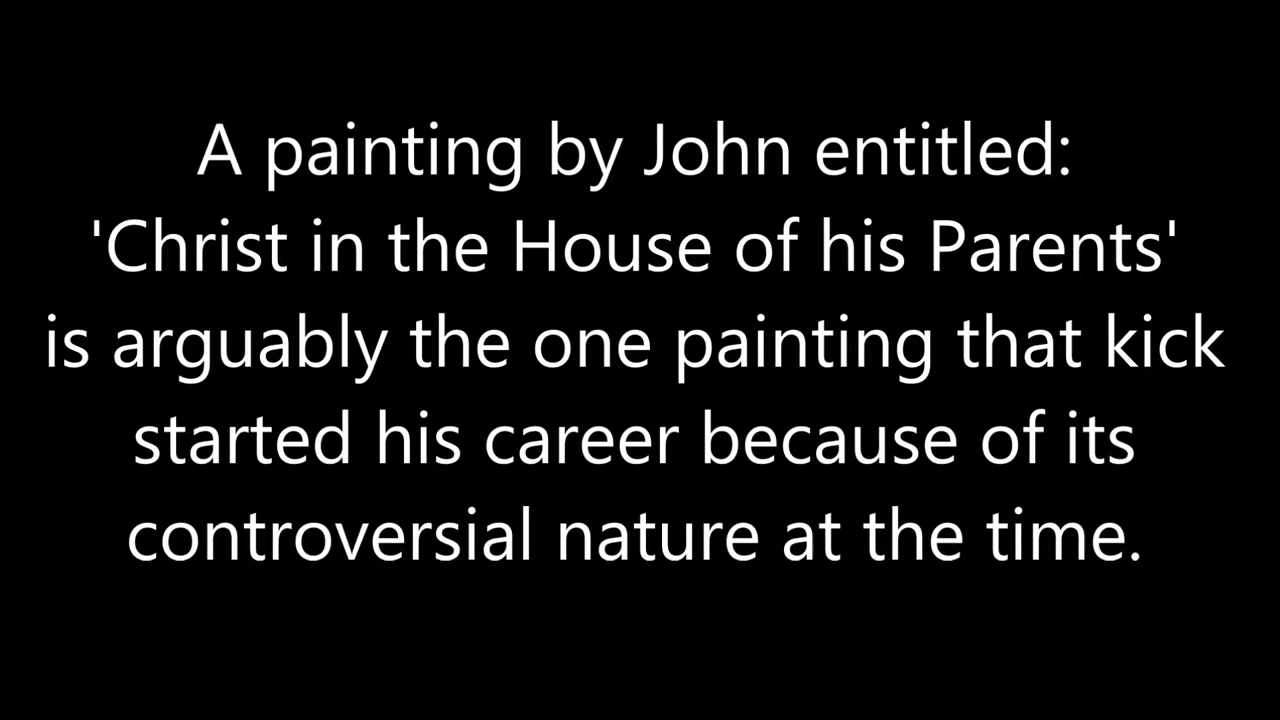 A painting by John entitled:
'Christ in the House of his Parents'
is arguably the one painting that kick
started his career because of its
controversial nature at the time.